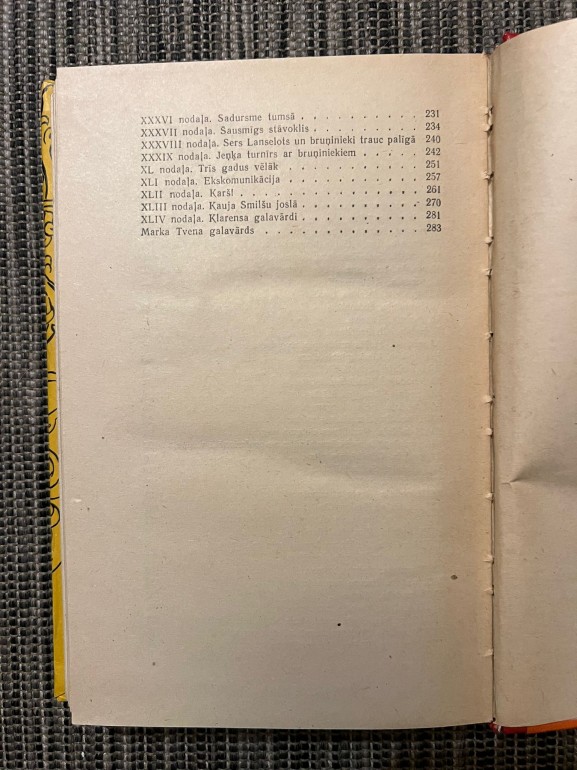 XXXVI nodaļa. Sadursme tumsā . . . . . . . . . . 231
XXXVII nodaļa. Šausmīgs stāvoklis . . . . . . . . . 234
XXXVIII nodaļa. Sers Lanselots un bruņinieki trauc palīgā 240
XXXIX nodaļa. Jeņķa turnīrs ar bruņiniekiem . . . . . . 242
XL nodaļa. Trīs gadus vēlāk . . . . . . . . . . . 251
XLI nodaļa. Ekskomunikācija . . . . . . . . . . . 257
XLII nodaļa. Karš! . . . . . . . . . . . . . . 261
XLIII nodaļa. Kauja Smilšu joslā . . . . . . . . . 270
XLIV nodaļa. Klarensa galavārdi . . . . . . . . . . 281
Marka Tvena galavārds . . . . . . . . . . . . . 283